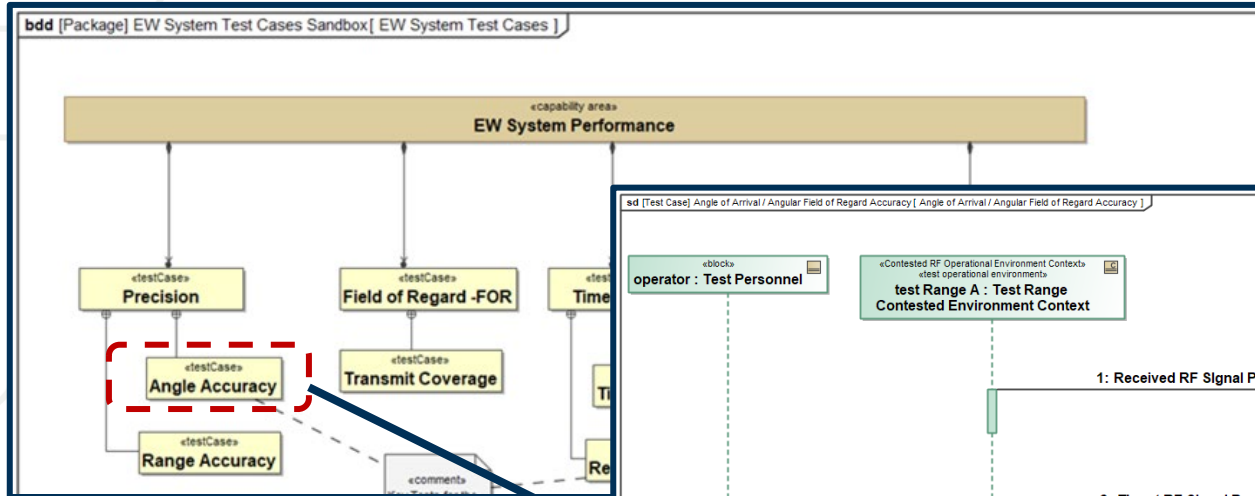 bdd [Package] EW System Test Cases Sandbox[ EW System Test Cases ]
«capability area»
EW System Performance
«testCase»
Precision
«testCase»
Field of Regard -FOR
Time
«testCase»
Angle Accuracy
«testCase»
Transmit Coverage
«testCase»
Range Accuracy
«comment»
sd [Test Case] Angle of Arrival / Angular Field of Regard Accuracy [ Angle of Arrival / Angular Field of Regard Accuracy ]
«block»
operator : Test Personnel
«Contested RF Operational Environment Context»
«test operational environment»
test Range A : Test Range
Contested Environment Context
1: Received RF SIgnal P